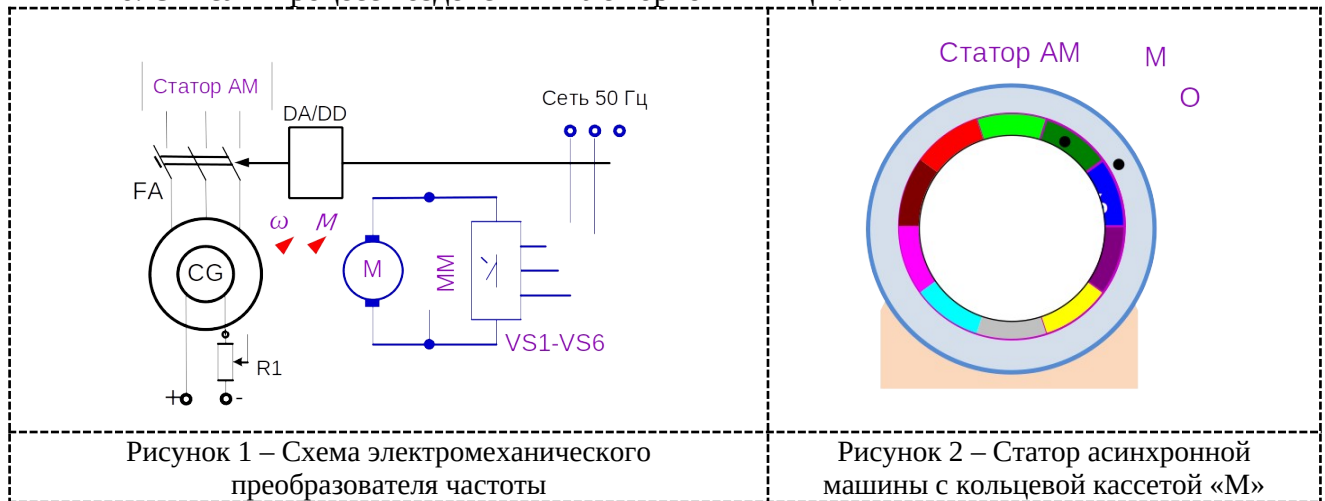 Статор АМ
DA/DD
Сеть 50 Гц
FA
ω М
CG
М
ММ
VS1-VS6
R1
+
-
Статор АМ М
О
Рисунок 1 – Схема электромеханического
преобразователя частоты
Рисунок 2 – Статор асинхронной
машины с кольцевой кассетой «М»